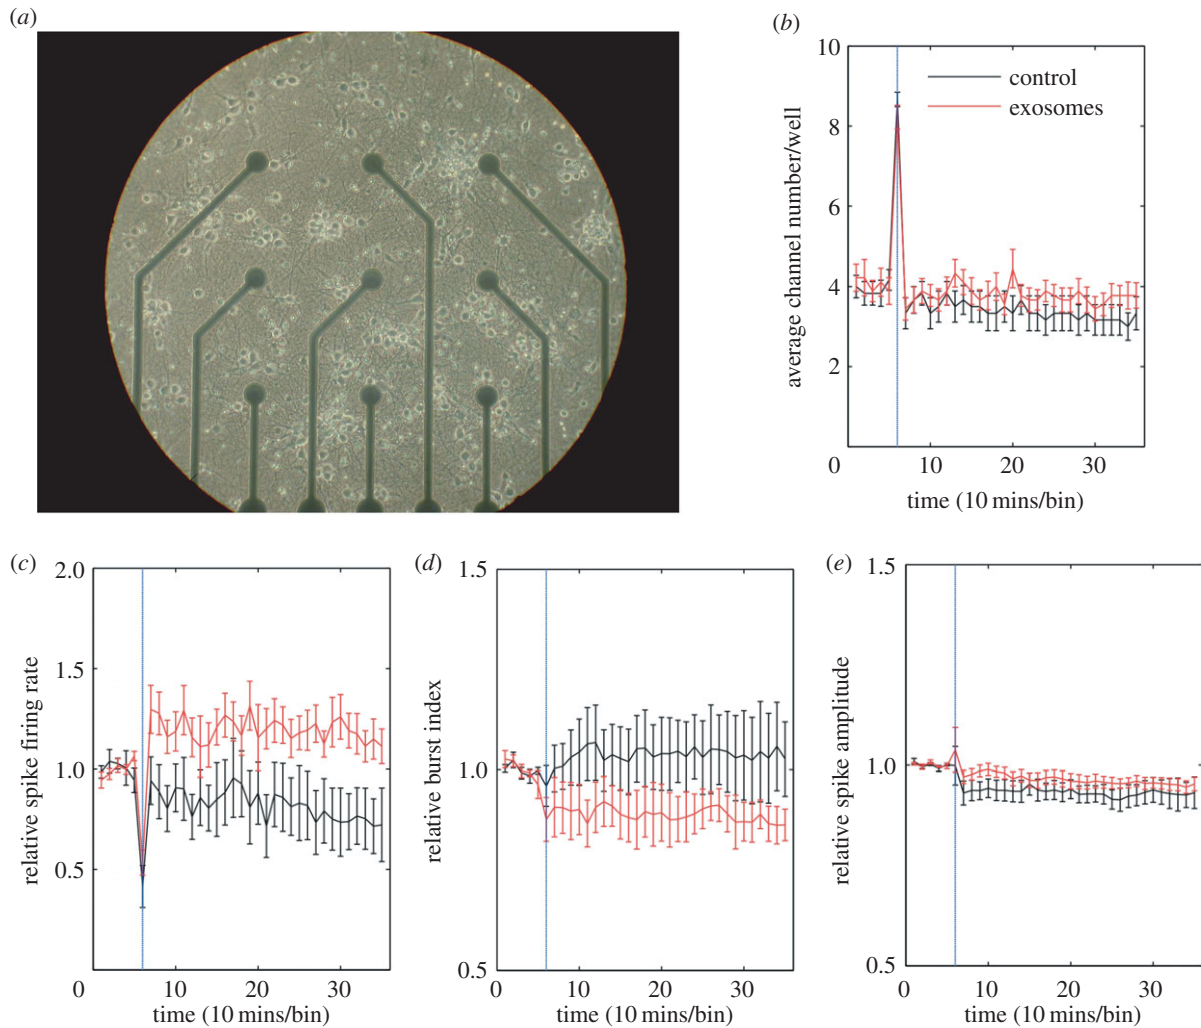 (a)
(b)
10
8
6
4
2
0
10
20
30
average channel number/well
time (10 mins/bin)
control
exosomes
(c)
2.0
1.5
1.0
0.5
0
10
20
30
relative spike firing rate
time (10 mins/bin)
(d)
1.5
1.0
0.5
0
10
20
30
relative burst index
time (10 mins/bin)
(e)
1.5
1.0
0.5
0
10
20
30
relative spike amplitude
time (10 mins/bin)